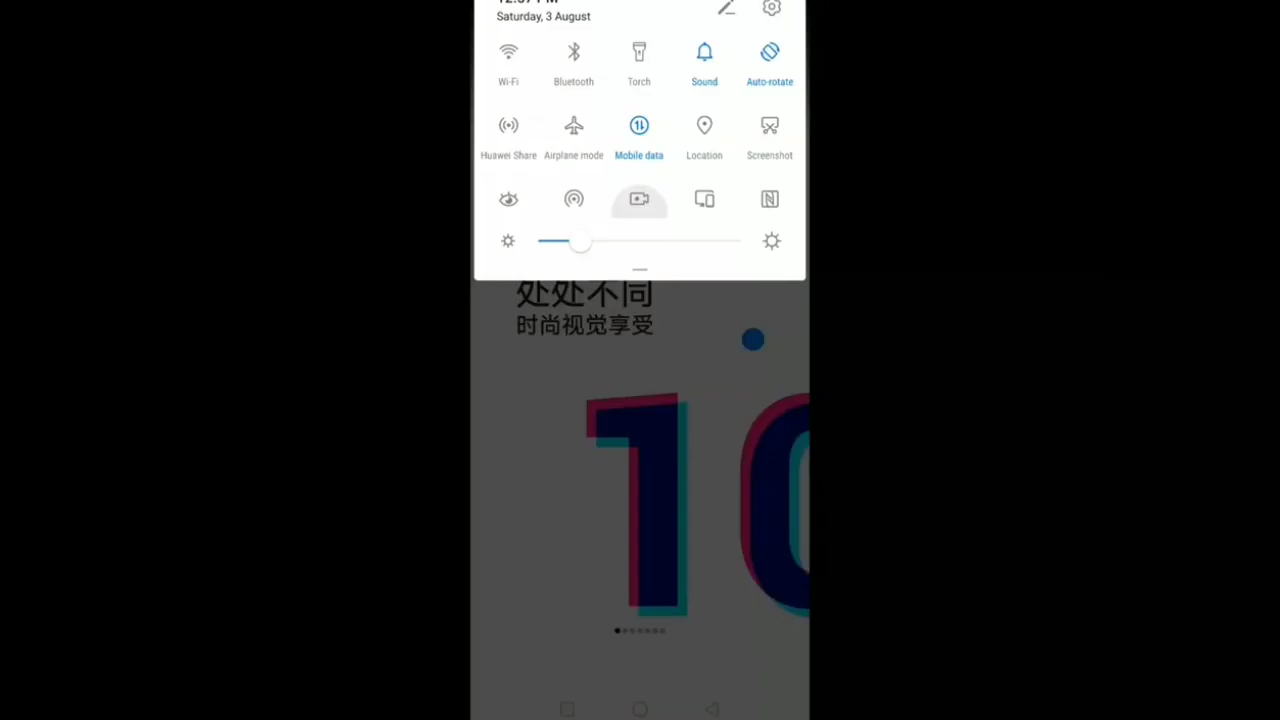 Saturday, 3 August
Wi-Fi Bluetooth Torch Sound Auto-rotate
Huawei Share Airplane mode Mobile data Location Screenshot
处处不同
时尚视觉享受
10